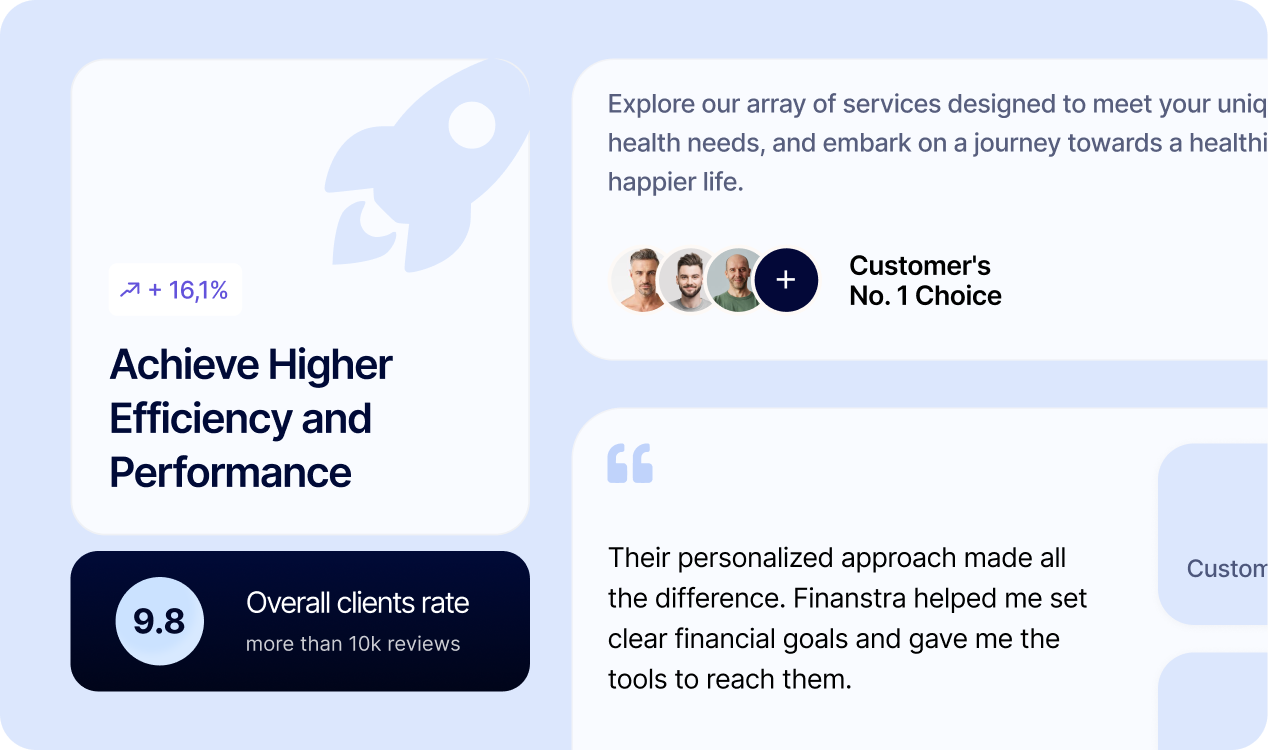 + 16,1%
Achieve Higher
Efficiency and
Performance
9.8
Overall clients rate
more than 10k reviews
Explore our array of services designed to meet your uniq
health needs, and embark on a journey towards a healthi
happier life.
+
Customer's
No. 1 Choice
“
Their personalized approach made all
the difference. Finanstra helped me set
clear financial goals and gave me the
tools to reach them.
Custom